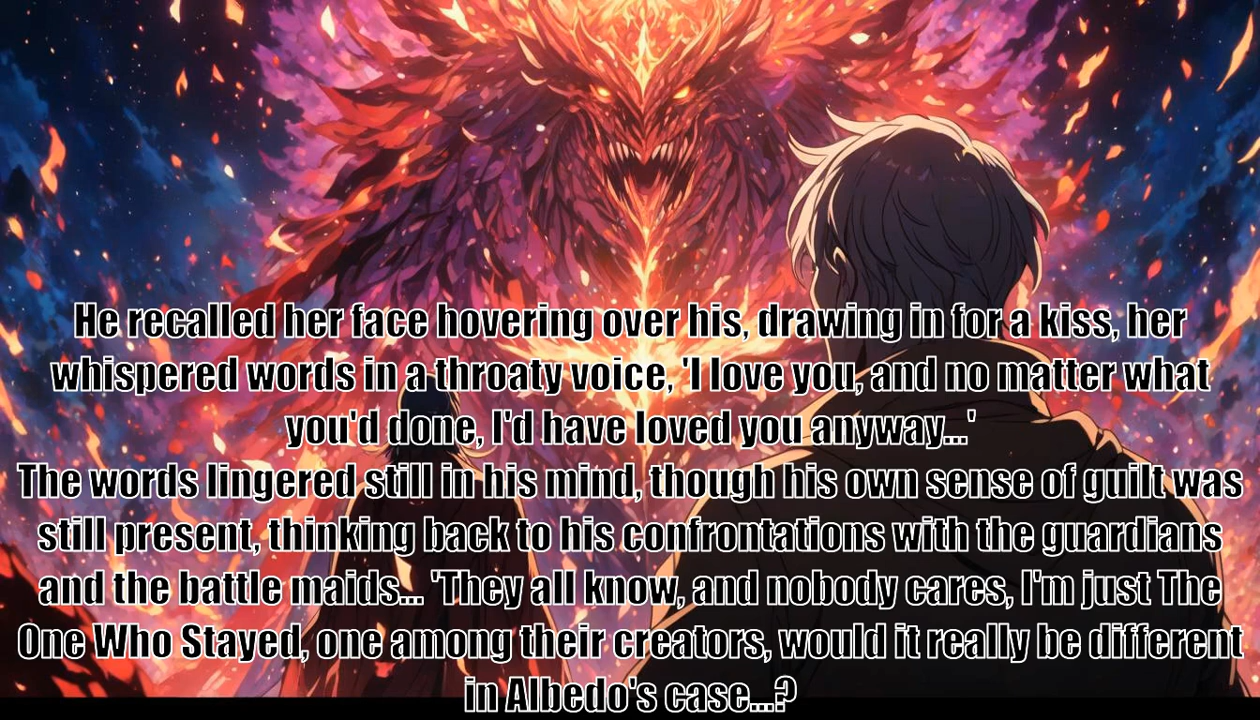 He recalled her face hovering over his, drawing in for a kiss, her
whispered words in a throaty voice, 'I love you, and no matter what
you'd done, I'd have loved you anyway...'
The words lingered still in his mind, though his own sense of guilt was
still present, thinking back to his confrontations with the guardians
and the battle maids... 'They all know, and nobody cares, I'm just The
One Who Stayed, one among their creators, would it really be different
in Albedo's case...?